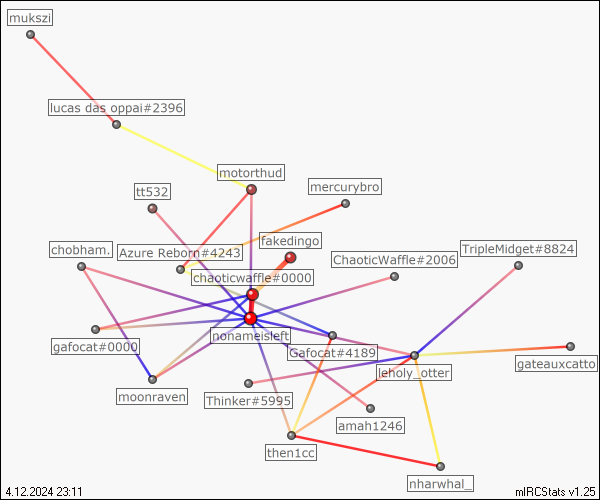 mukszi
lucas das oppai#2396
motorthud
tt532
mercurybro
fakedingo
chobham.
Azure Reborn#4243
ChaoticWaffle#2006
TripleMidget#8824
chaoticwaffle#0000
ponameisleft
gafocat#0000
Gafocat#4189
leholy_otter
gateauxcatto
moonraven
Thinker#5995
amah1246
then1cc
nharwhal_
4.12.2024 23:11
mIRCStats v1.25